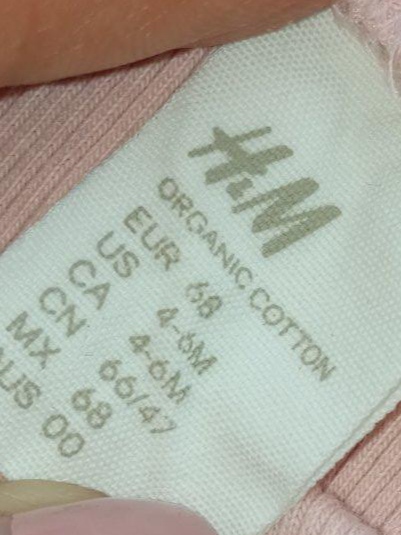 H&M
ORGANIC COTTON
EUR 68
US 4-6M
CA 4-6M
CN 66/47
MX 68
AUS 00